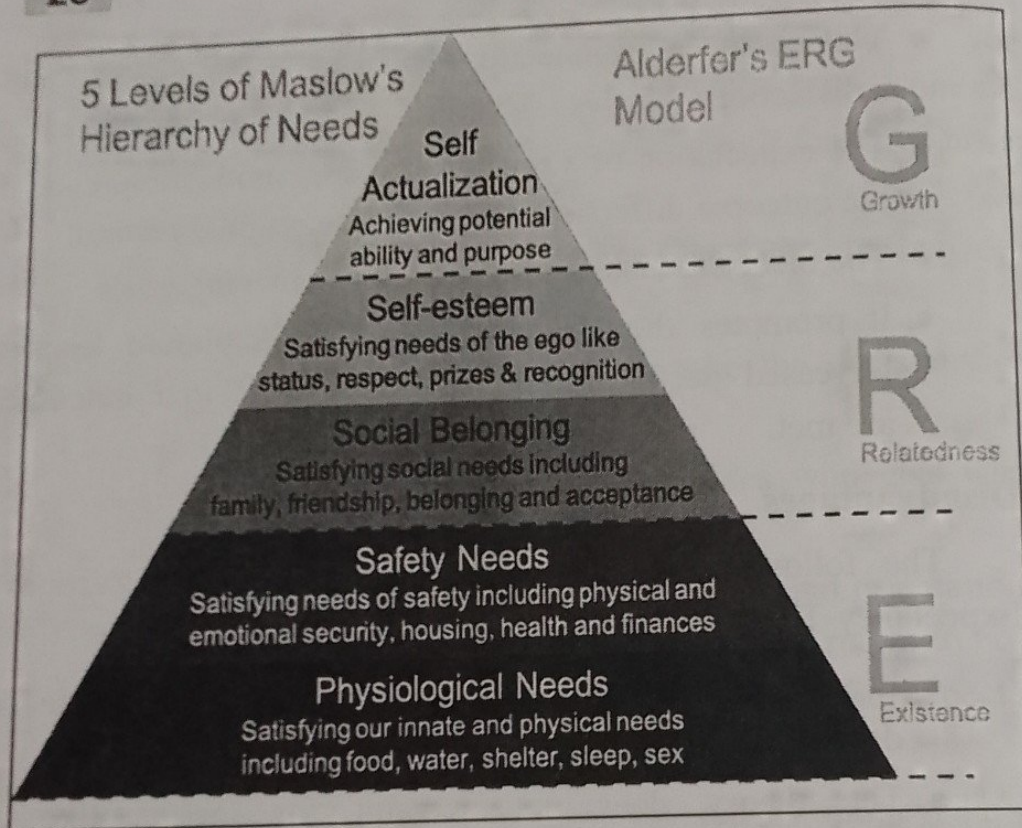 5 Levels of Maslow's
Hierarchy of Needs
Alderfer's ERG
Model
Self
Actualization
Achieving potential
ability and purpose
G
Growth
Self-esteem
Satisfying needs of the ego like
status, respect, prizes & recognition
Social Belonging
Satisfying social needs including
family, friendship, belonging and acceptance
R
Relatedness
Safety Needs
Satisfying needs of safety including physical and
emotional security, housing, health and finances
Physiological Needs
Satisfying our innate and physical needs
including food, water, shelter, sleep, sex
E
Existence